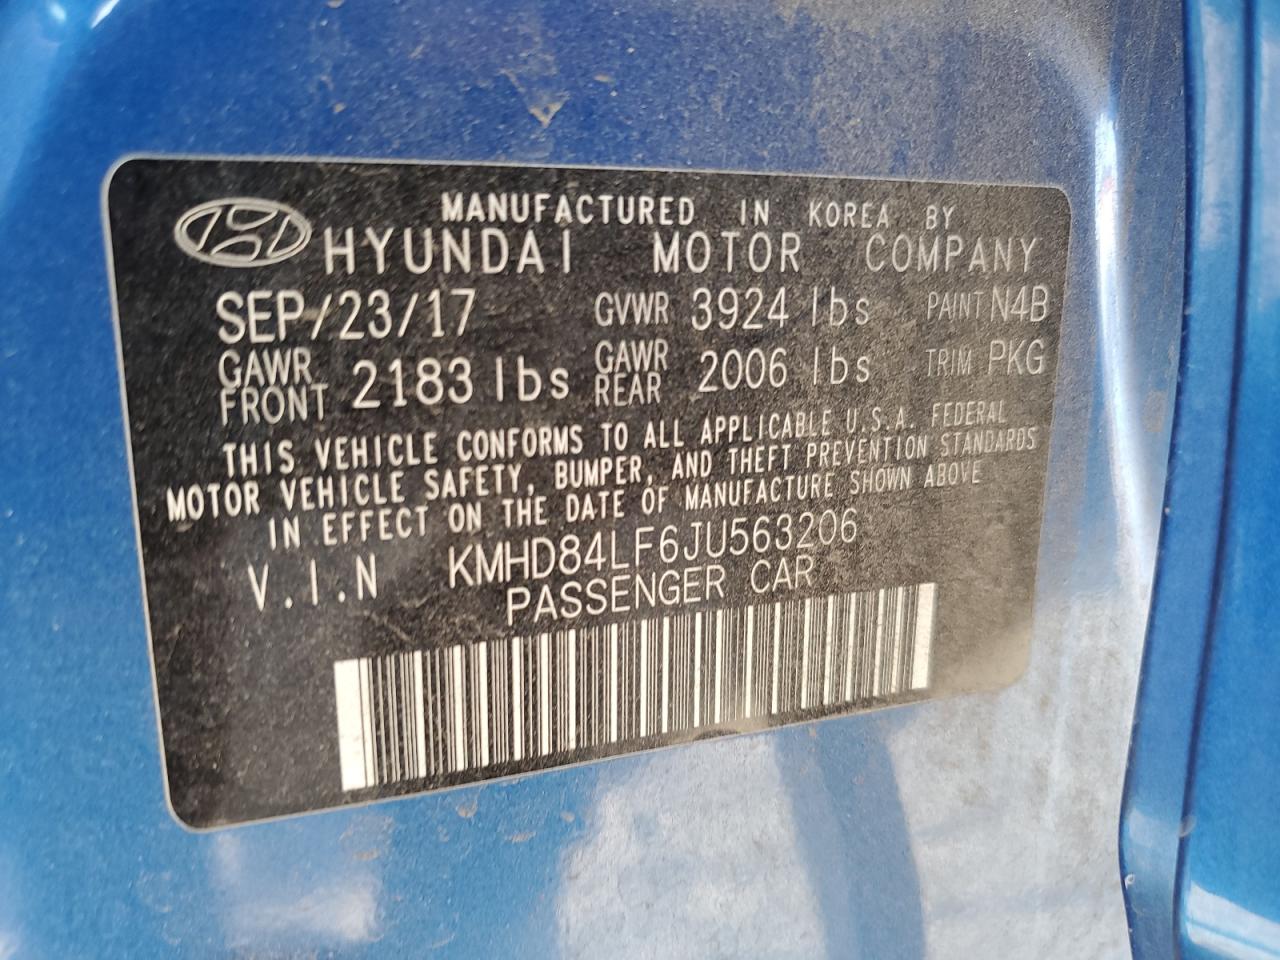 MANUFACTURED IN KOREA BY
HYUNDAI MOTOR COMPANY
SEP/23/17 GVWR 3924 lbs PAINT N4B
GAWR FRONT 2183 lbs GAWR REAR 2006 lbs TRIM PKG
THIS VEHICLE CONFORMS TO ALL APPLICABLE U.S.A. FEDERAL
MOTOR VEHICLE SAFETY, BUMPER, AND THEFT PREVENTION STANDARDS
IN EFFECT ON THE DATE OF MANUFACTURE SHOWN ABOVE
V.I.N KMHD84LF6JU563206
PASSENGER CAR